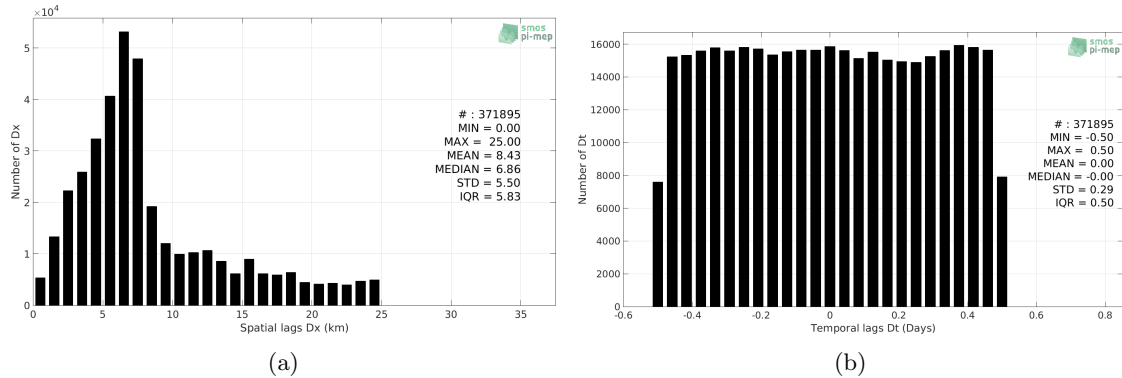 ×10⁴
5
4
3
2
1
0
Number of Dx
0 5 10 15 20 25 30 35
Spatial lags Dx (km)
smos
pi-mep
# : 371895
MIN = 0.00
MAX = 25.00
MEAN = 8.43
MEDIAN = 6.86
STD = 5.50
IQR = 5.83
(a)
16000
14000
12000
10000
8000
6000
4000
2000
0
Number of Dt
-0.6 -0.4 -0.2 0 0.2 0.4 0.6 0.8
Temporal lags Dt (Days)
smos
pi-mep
# : 371895
MIN = -0.50
MAX = 0.50
MEAN = 0.00
MEDIAN = -0.00
STD = 0.29
IQR = 0.50
(b)